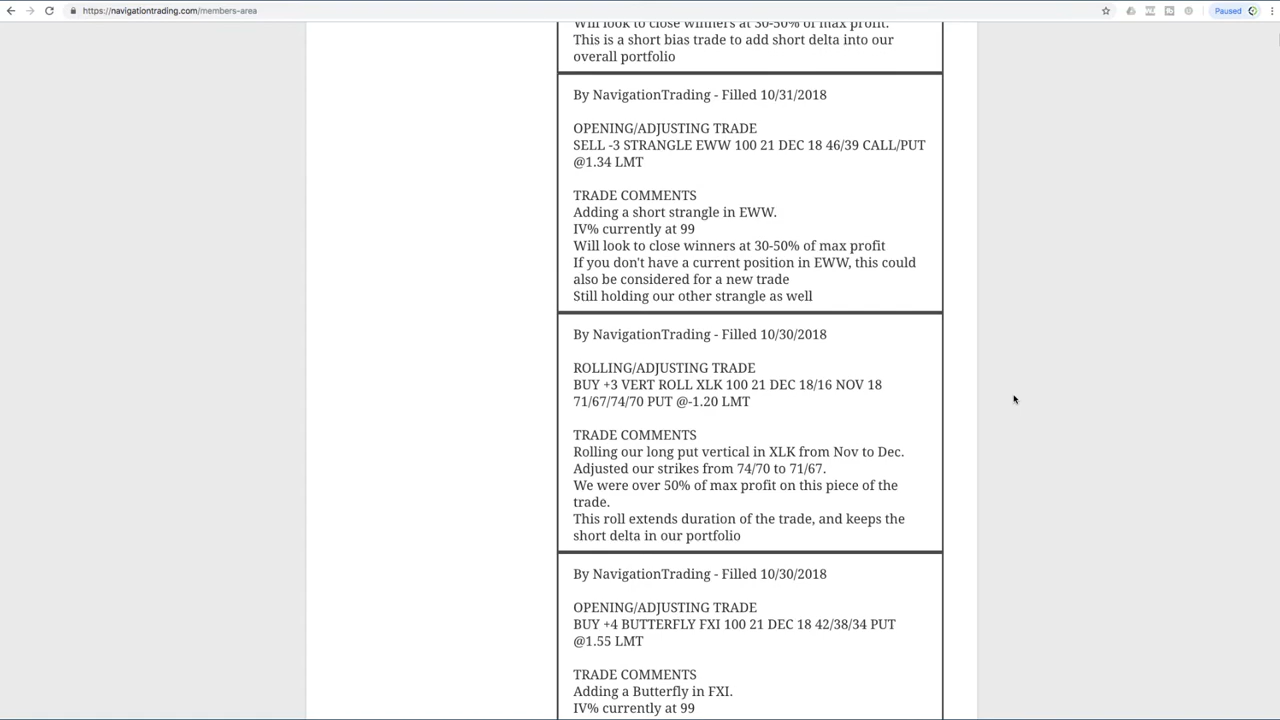 https://navigationtrading.com/members-area
Paused
Will look to close winners at 30-50% of max profit.
This is a short bias trade to add short delta into our
overall portfolio
By NavigationTrading - Filled 10/31/2018
OPENING/ADJUSTING TRADE
SELL -3 STRANGLE EWW 100 21 DEC 18 46/39 CALL/PUT
@1.34 LMT
TRADE COMMENTS
Adding a short strangle in EWW.
IV% currently at 99
Will look to close winners at 30-50% of max profit
If you don't have a current position in EWW, this could
also be considered for a new trade
Still holding our other strangle as well
By NavigationTrading - Filled 10/30/2018
ROLLING/ADJUSTING TRADE
BUY +3 VERT ROLL XLK 100 21 DEC 18/16 NOV 18
71/67/74/70 PUT @-1.20 LMT
TRADE COMMENTS
Rolling our long put vertical in XLK from Nov to Dec.
Adjusted our strikes from 74/70 to 71/67.
We were over 50% of max profit on this piece of the
trade.
This roll extends duration of the trade, and keeps the
short delta in our portfolio
By NavigationTrading - Filled 10/30/2018
OPENING/ADJUSTING TRADE
BUY +4 BUTTERFLY FXI 100 21 DEC 18 42/38/34 PUT
@1.55 LMT
TRADE COMMENTS
Adding a Butterfly in FXI.
IV% currently at 99